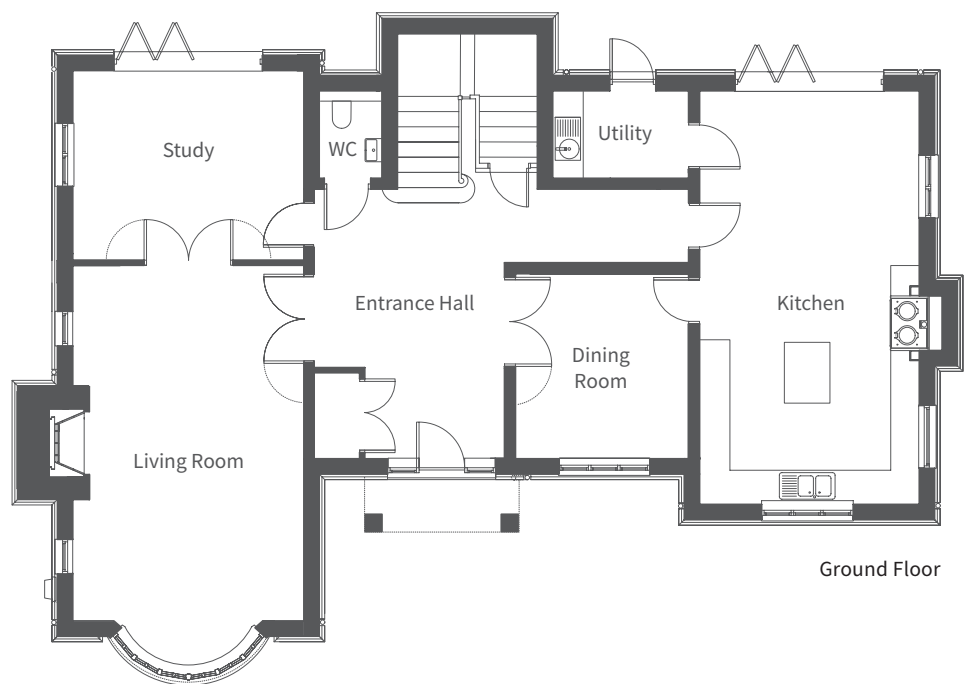 Study
WC
Utility
Entrance Hall
Kitchen
Dining
Room
Living Room
Ground Floor